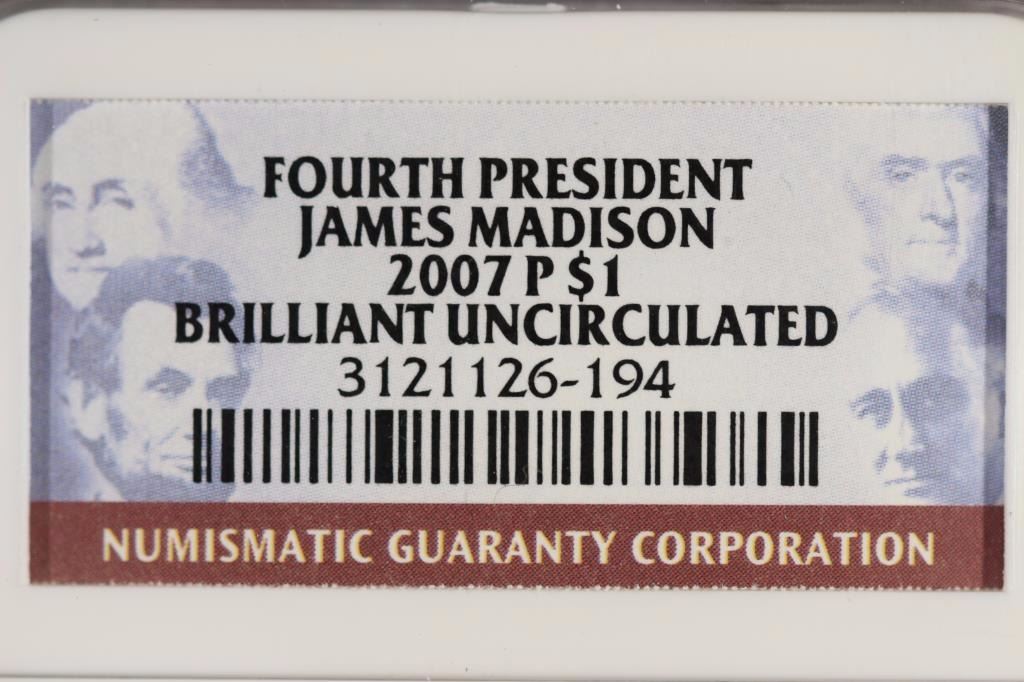 FOURTH PRESIDENT
JAMES MADISON
2007 P $1
BRILLIANT UNCIRCULATED
3121126-194
NUMISMATIC GUARANTY CORPORATION